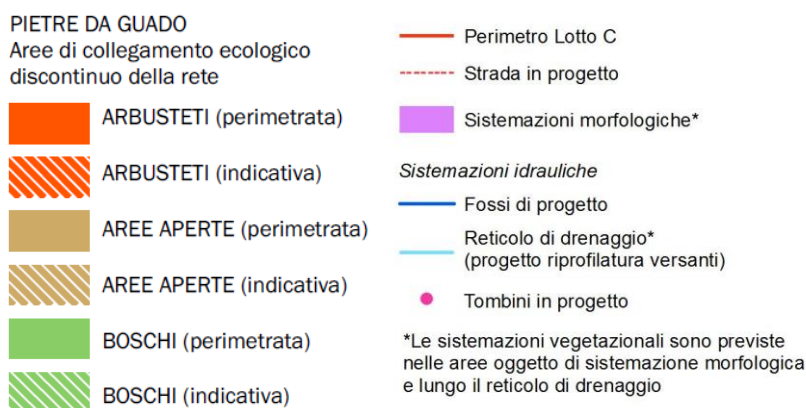 PIETRE DA GUADO
Aree di collegamento ecologico
discontinuo della rete
ARBUSTETI (perimetrata)
ARBUSTETI (indicativa)
AREE APERTE (perimetrata)
AREE APERTE (indicativa)
BOSCHI (perimetrata)
BOSCHI (indicativa)
Perimetro Lotto C
Strada in progetto
Sistemazioni morfologiche*
Sistemazioni idrauliche
Fossi di progetto
Reticolo di drenaggio*
(progetto riprofilatura versanti)
Tombini in progetto
*Le sistemazioni vegetazionali sono previste
nelle aree oggetto di sistemazione morfologica
e lungo il reticolo di drenaggio